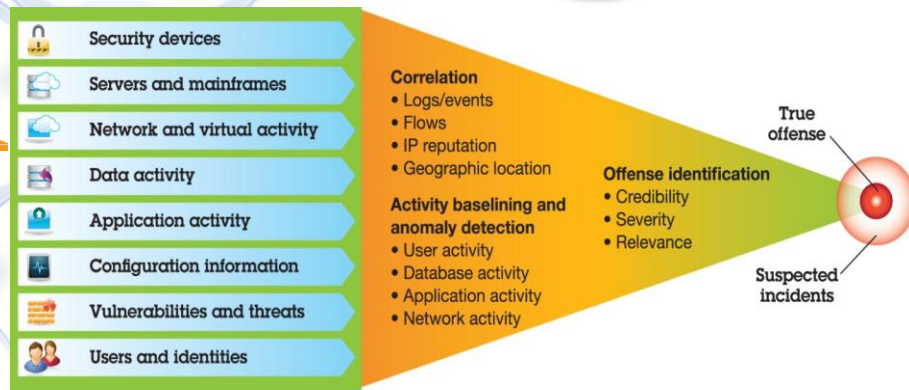 Security devices
Servers and mainframes
Network and virtual activity
Data activity
Application activity
Configuration information
Vulnerabilities and threats
Users and identities
Correlation
• Logs/events
• Flows
• IP reputation
• Geographic location
Activity baselining and
anomaly detection
• User activity
• Database activity
• Application activity
• Network activity
Offense identification
• Credibility
• Severity
• Relevance
True
offense
Suspected
incidents